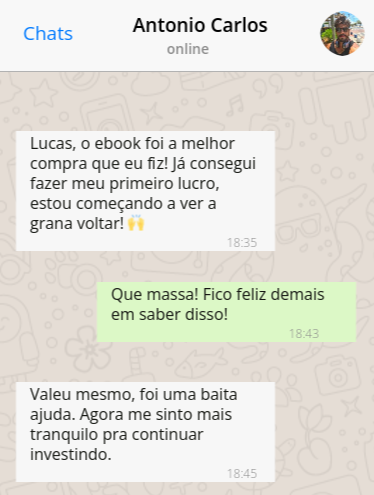 Chats
Antonio Carlos
online
Lucas, o ebook foi a melhor
compra que eu fiz! Já consegui
fazer meu primeiro lucro,
estou começando a ver a
grana voltar! 🙌
18:35
Que massa! Fico feliz demais
em saber disso!
18:43
Valeu mesmo, foi uma baita
ajuda. Agora me sinto mais
tranquilo pra continuar
investindo.
18:45